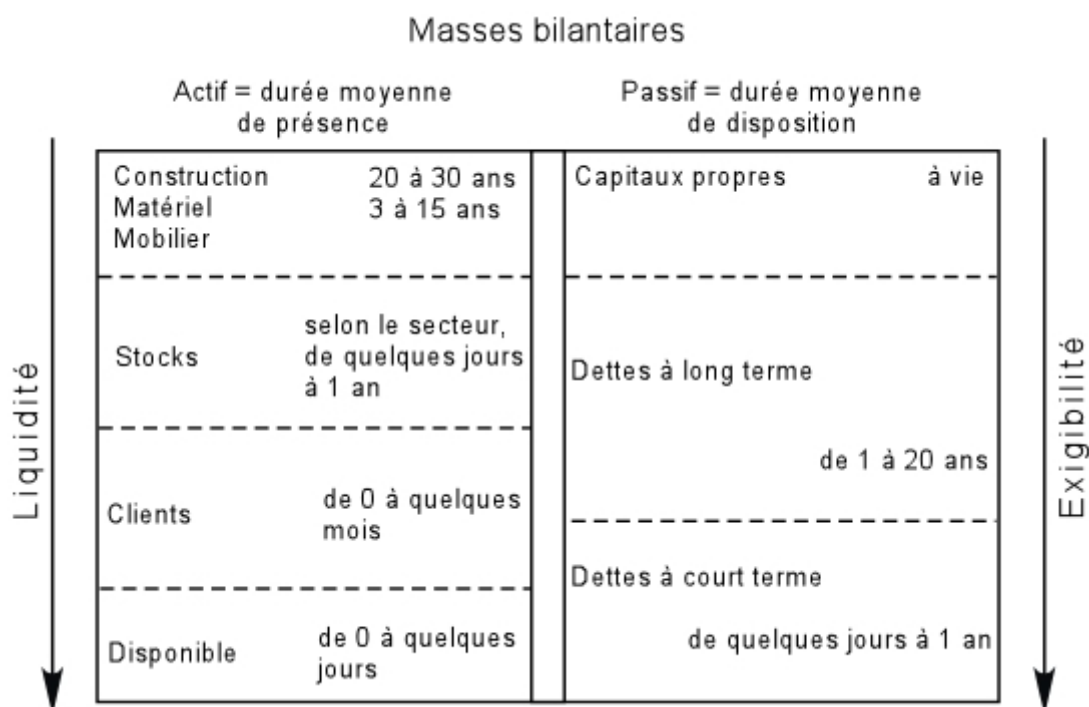 Masses bilantaires
Actif = durée moyenne
de présence
Passif = durée moyenne
de disposition
Liquidité
Construction 20 à 30 ans
Matériel 3 à 15 ans
Mobilier
Stocks
selon le secteur,
de quelques jours
à 1 an
Clients
de 0 à quelques
mois
Disponible
de 0 à quelques
jours
Capitaux propres à vie
Dettes à long terme
de 1 à 20 ans
Dettes à court terme
de quelques jours à 1 an
Exigibilité